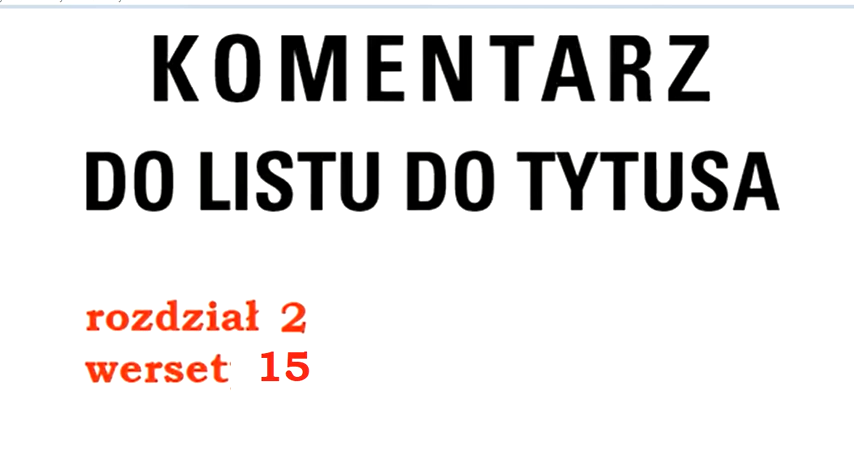 KOMENTARZ
DO LISTU DO TYTUSA
rozdział 2
werset 15